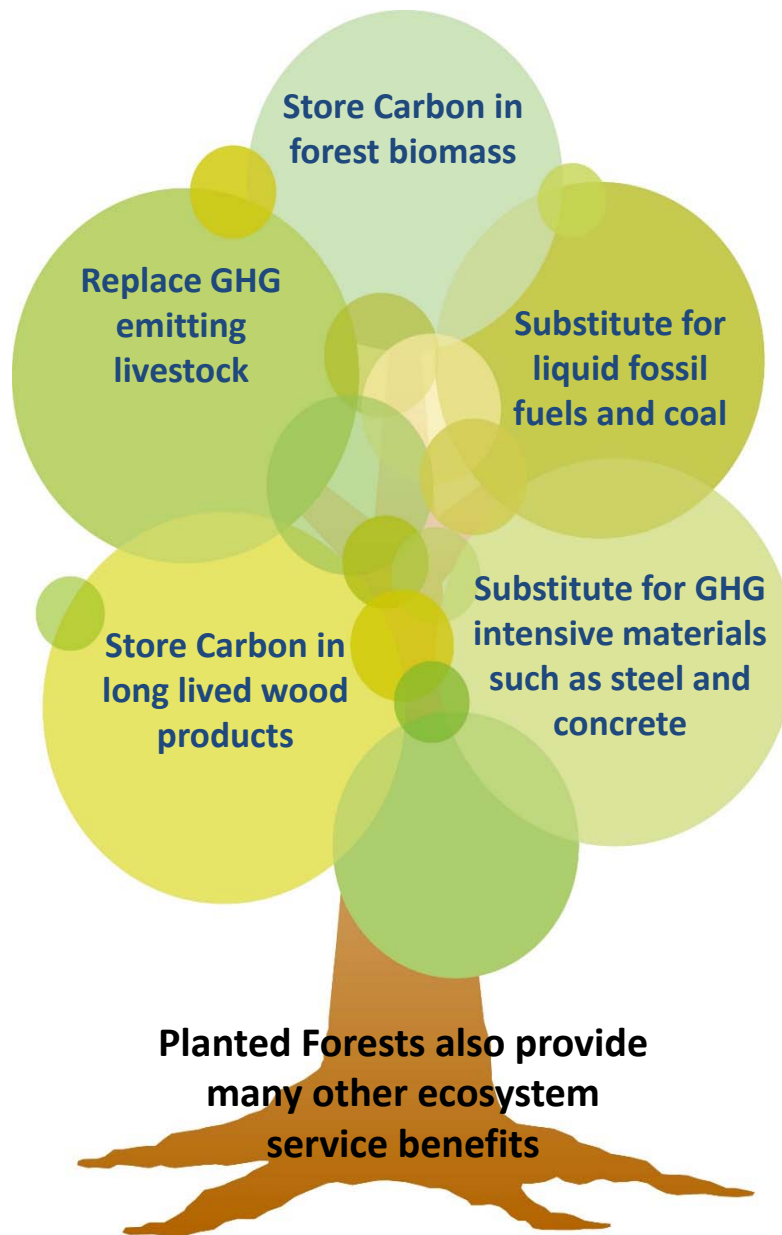 Store Carbon in
forest biomass
Replace GHG
emitting
livestock
Substitute for
liquid fossil
fuels and coal
Store Carbon in
long lived wood
products
Substitute for GHG
intensive materials
such as steel and
concrete
Planted Forests also provide
many other ecosystem
service benefits